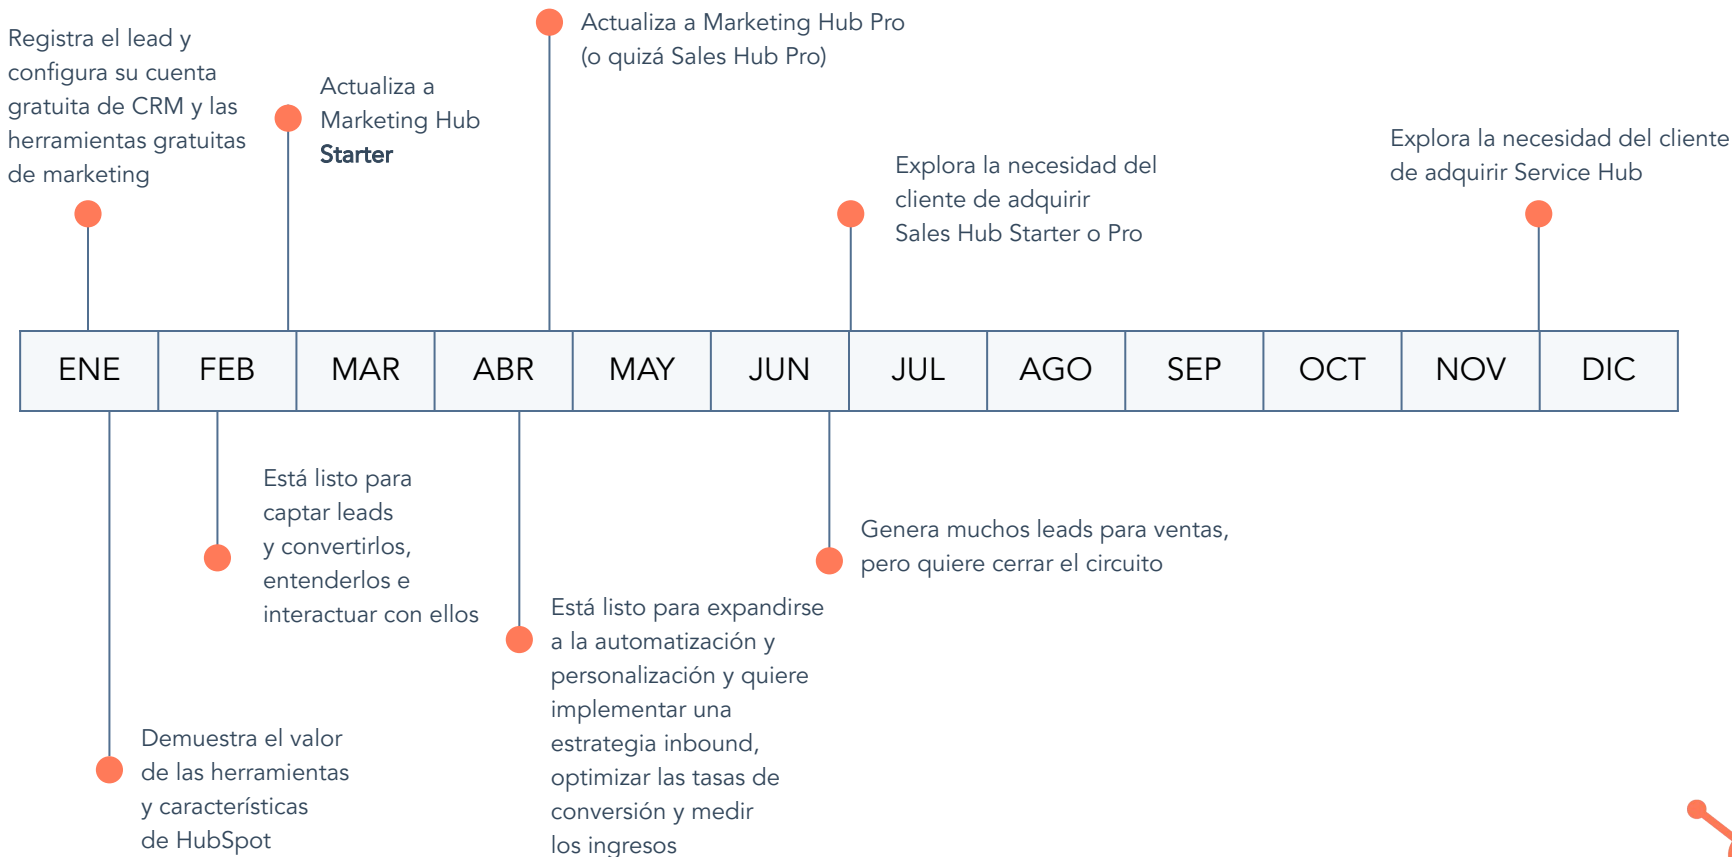 Registra el lead y
configura su cuenta
gratuita de CRM y las
herramientas gratuitas
de marketing
Actualiza a
Marketing Hub
Starter
Actualiza a Marketing Hub Pro
(o quizá Sales Hub Pro)
Explora la necesidad del
cliente de adquirir
Sales Hub Starter o Pro
Explora la necesidad del cliente
de adquirir Service Hub
ENE FEB MAR ABR MAY JUN JUL AGO SEP OCT NOV DIC
Demuestra el valor
de las herramientas
y características
de HubSpot
Está listo para
captar leads
y convertirlos,
entenderlos e
interactuar con ellos
Está listo para expandirse
a la automatización y
personalización y quiere
implementar una
estrategia inbound,
optimizar las tasas de
conversión y medir
los ingresos
Genera muchos leads para ventas,
pero quiere cerrar el circuito